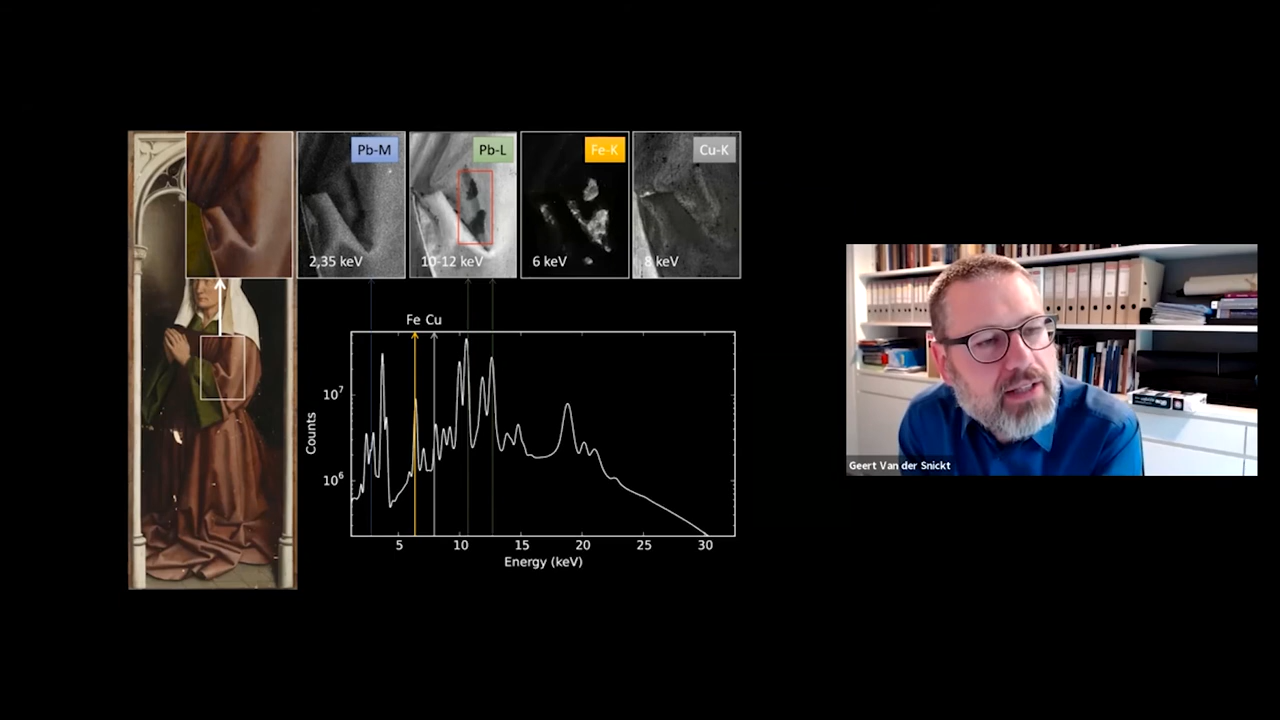 Pb-M
Pb-L
Fe-K
Cu-K
2,35 keV
10-12 keV
6 keV
8 keV
Fe Cu
10⁷
10⁶
Counts
5 10 15 20 25 30
Energy (keV)
Geert Van der Snickt